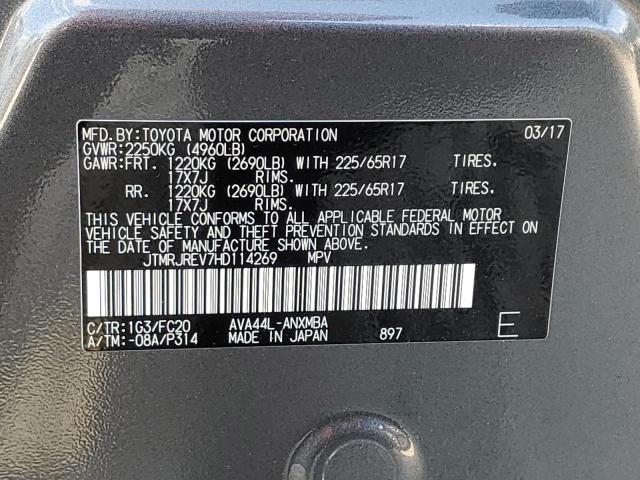 MFD.BY:TOYOTA MOTOR CORPORATION 03/17
GVWR:2250KG (4960LB)
GAWR:FRT. 1220KG (2690LB) WITH 225/65R17 TIRES.
17X7J RIMS.
RR. 1220KG (2690LB) WITH 225/65R17 TIRES.
17X7J RIMS.
THIS VEHICLE CONFORMS TO ALL APPLICABLE FEDERAL MOTOR
VEHICLE SAFETY AND THEFT PREVENTION STANDARDS IN EFFECT
ON THE DATE OF MANUFACTURE SHOWN ABOVE.
JTMRJREV7HD114269 MPV
C/TR:1G3/FC20 AVA44L-ANXMBA
A/TM:-08A/P314 MADE IN JAPAN 897 E